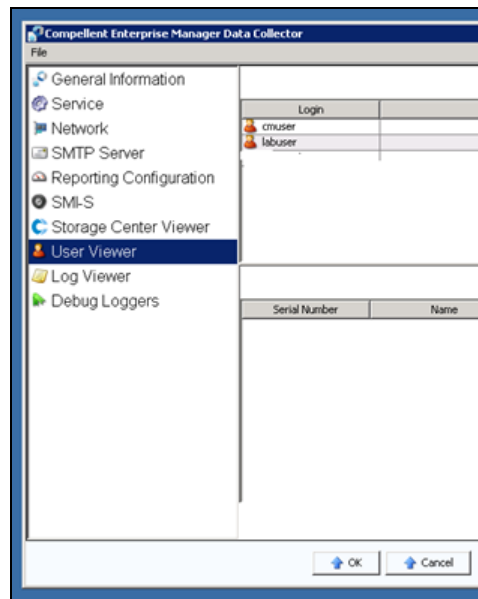 Compellent Enterprise Manager Data Collector
File
General Information
Service
Network
SMTP Server
Reporting Configuration
SMI-S
Storage Center Viewer
User Viewer
Log Viewer
Debug Loggers
Login
cmuser
labuser
Serial Number Name
OK Cancel